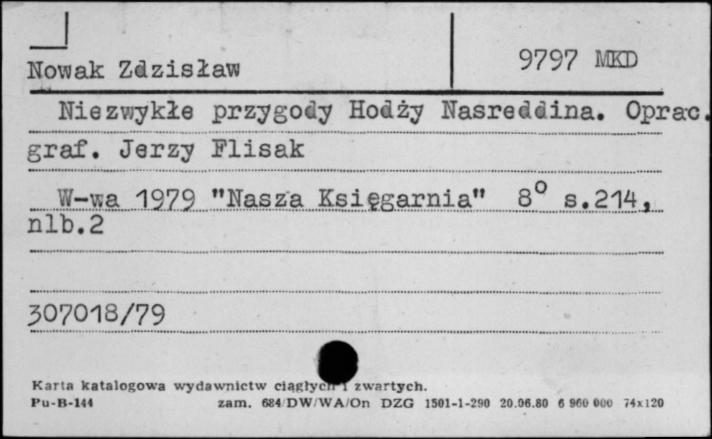 Nowak Zdzisław 9797 MKD
Niezwykłe przygody Hodży Nasreddina. Oprac.
graf. Jerzy Flisak
W-wa 1979 "Nasza Księgarnia" 8° s.214,
nlb.2
307018/79
Karta katalogowa wydawnictw ciągłych i zwartych.
Pu-B-144 zam. 684/DW/WA/On DZG 1501-1-290 20.06.80 6 960 000 74x120